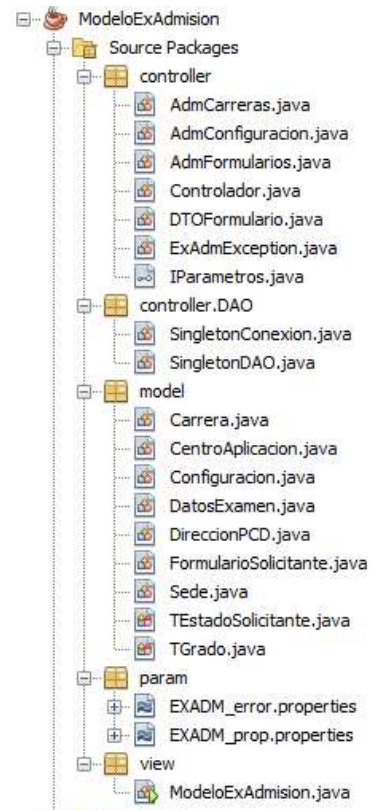 ModeloExAdmision
Source Packages
controller
AdmCarreras.java
AdmConfiguracion.java
AdmFormularios.java
Controlador.java
DTOFormulario.java
ExAdmException.java
IParametros.java
controller.DAO
SingletonConexion.java
SingletonDAO.java
model
Carrera.java
CentroAplicacion.java
Configuracion.java
DatosExamen.java
DireccionPCD.java
FormularioSolicitante.java
Sede.java
TEstadoSolicitante.java
TGrado.java
param
EXADM_error.properties
EXADM_prop.properties
view
ModeloExAdmision.java